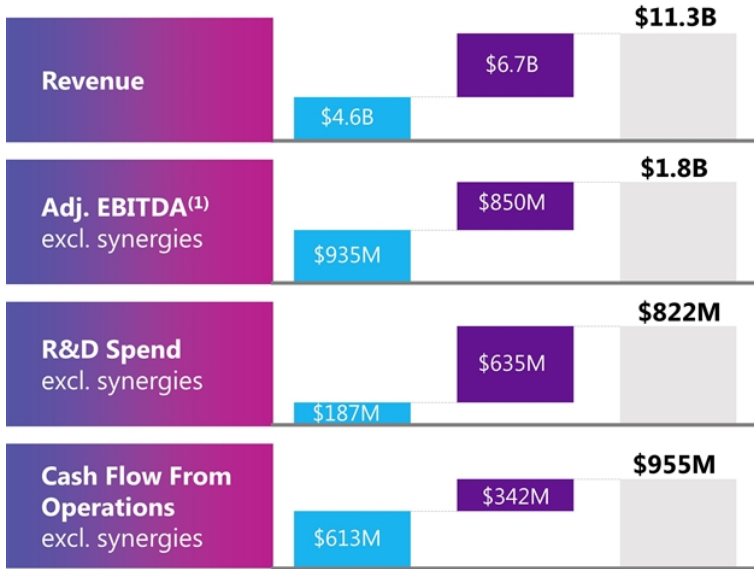 $11.3B
Revenue
$6.7B
$4.6B
$1.8B
Adj. EBITDA(1)
excl. synergies
$850M
$935M
$822M
R&D Spend
excl. synergies
$635M
$187M
Cash Flow From
Operations
excl. synergies
$955M
$342M
$613M